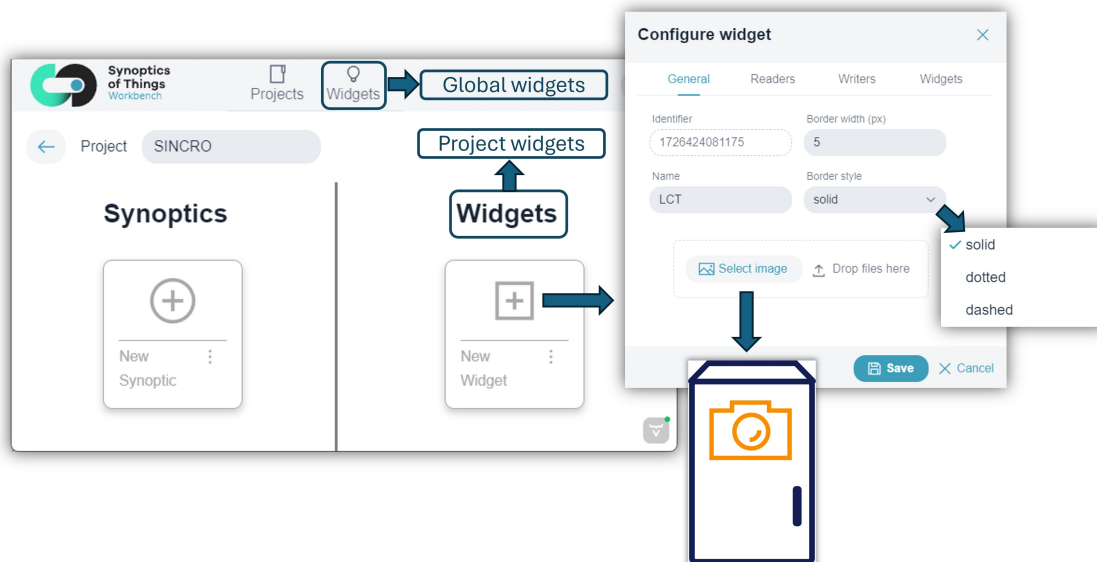 Synoptics
of Things
Workbench
Projects
Widgets
Global widgets
Project
SINCRO
Project widgets
Synoptics
Widgets
New
Synoptic
New
Widget
Configure widget
General
Readers
Writers
Widgets
Identifier
Border width (px)
1726424081175
5
Name
Border style
LCT
solid
Select image
Drop files here
solid
dotted
dashed
Save
Cancel